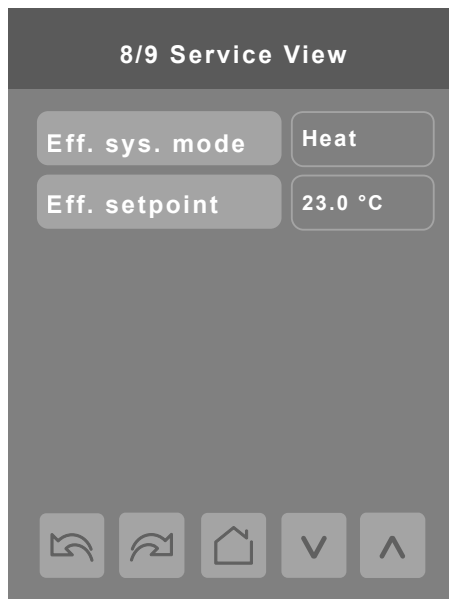 8/9 Service View
Eff. sys. mode Heat
Eff. setpoint 23.0 °C